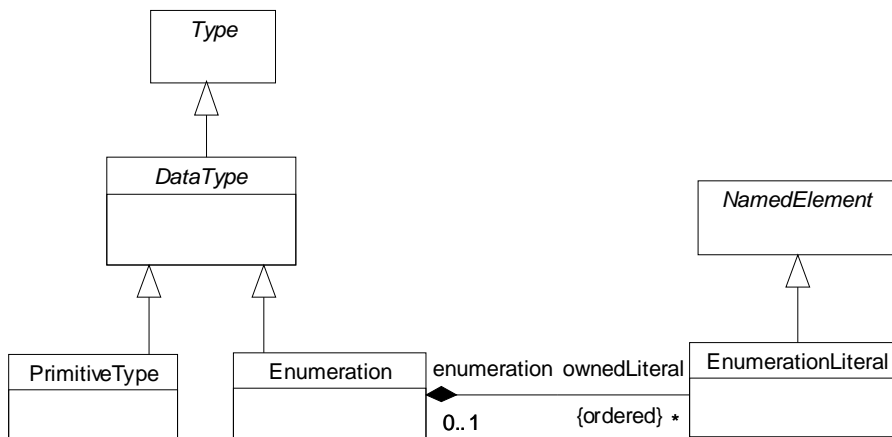 Type
DataType
NamedElement
PrimitiveType
Enumeration
enumeration ownedLiteral
EnumerationLiteral
0..1
{ordered} *